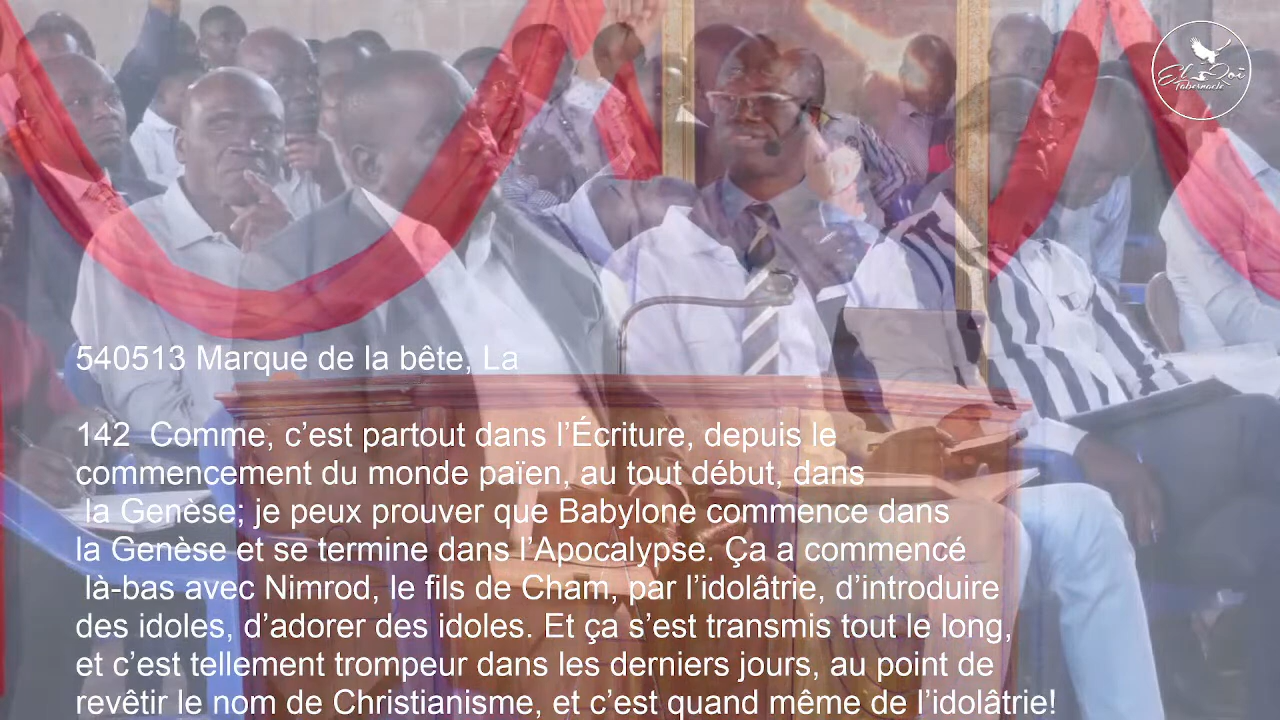 El Roï
Tabernacle
540513 Marque de la bête, La
142  Comme, c’est partout dans l’Écriture, depuis le
commencement du monde païen, au tout début, dans
la Genèse; je peux prouver que Babylone commence dans
la Genèse et se termine dans l’Apocalypse. Ça a commencé
là-bas avec Nimrod, le fils de Cham, par l’idolâtrie, d’introduire
des idoles, d’adorer des idoles. Et ça s’est transmis tout le long,
et c’est tellement trompeur dans les derniers jours, au point de
revêtir le nom de Christianisme, et c’est quand même de l’idolâtrie!